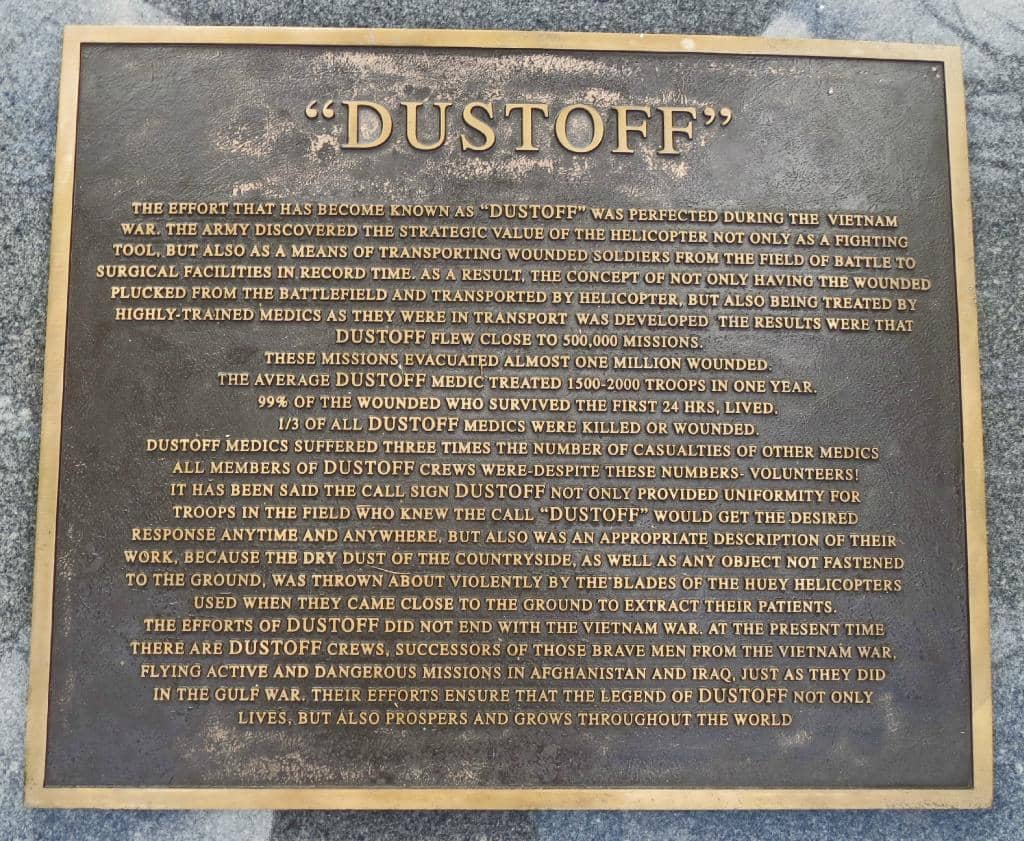 “DUSTOFF”
THE EFFORT THAT HAS BECOME KNOWN AS “DUSTOFF” WAS PERFECTED DURING THE VIETNAM
WAR. THE ARMY DISCOVERED THE STRATEGIC VALUE OF THE HELICOPTER NOT ONLY AS A FIGHTING
TOOL, BUT ALSO AS A MEANS OF TRANSPORTING WOUNDED SOLDIERS FROM THE FIELD OF BATTLE TO
SURGICAL FACILITIES IN RECORD TIME. AS A RESULT, THE CONCEPT OF NOT ONLY HAVING THE WOUNDED
PLUCKED FROM THE BATTLEFIELD AND TRANSPORTED BY HELICOPTER, BUT ALSO BEING TREATED BY
HIGHLY-TRAINED MEDICS AS THEY WERE IN TRANSPORT WAS DEVELOPED THE RESULTS WERE THAT
DUSTOFF FLEW CLOSE TO 500,000 MISSIONS.
THESE MISSIONS EVACUATED ALMOST ONE MILLION WOUNDED.
THE AVERAGE DUSTOFF MEDIC TREATED 1500-2000 TROOPS IN ONE YEAR.
99% OF THE WOUNDED WHO SURVIVED THE FIRST 24 HRS, LIVED.
1/3 OF ALL DUSTOFF MEDICS WERE KILLED OR WOUNDED.
DUSTOFF MEDICS SUFFERED THREE TIMES THE NUMBER OF CASUALTIES OF OTHER MEDICS
ALL MEMBERS OF DUSTOFF CREWS WERE-DESPITE THESE NUMBERS- VOLUNTEERS!
IT HAS BEEN SAID THE CALL SIGN DUSTOFF NOT ONLY PROVIDED UNIFORMITY FOR
TROOPS IN THE FIELD WHO KNEW THE CALL “DUSTOFF” WOULD GET THE DESIRED
RESPONSE ANYTIME AND ANYWHERE, BUT ALSO WAS AN APPROPRIATE DESCRIPTION OF THEIR
WORK, BECAUSE THE DRY DUST OF THE COUNTRYSIDE, AS WELL AS ANY OBJECT NOT FASTENED
TO THE GROUND, WAS THROWN ABOUT VIOLENTLY BY THE BLADES OF THE HUEY HELICOPTERS
USED WHEN THEY CAME CLOSE TO THE GROUND TO EXTRACT THEIR PATIENTS.
THE EFFORTS OF DUSTOFF DID NOT END WITH THE VIETNAM WAR. AT THE PRESENT TIME
THERE ARE DUSTOFF CREWS, SUCCESSORS OF THOSE BRAVE MEN FROM THE VIETNAM WAR,
FLYING ACTIVE AND DANGEROUS MISSIONS IN AFGHANISTAN AND IRAQ, JUST AS THEY DID
IN THE GULF WAR. THEIR EFFORTS ENSURE THAT THE LEGEND OF DUSTOFF NOT ONLY
LIVES, BUT ALSO PROSPERS AND GROWS THROUGHOUT THE WORLD